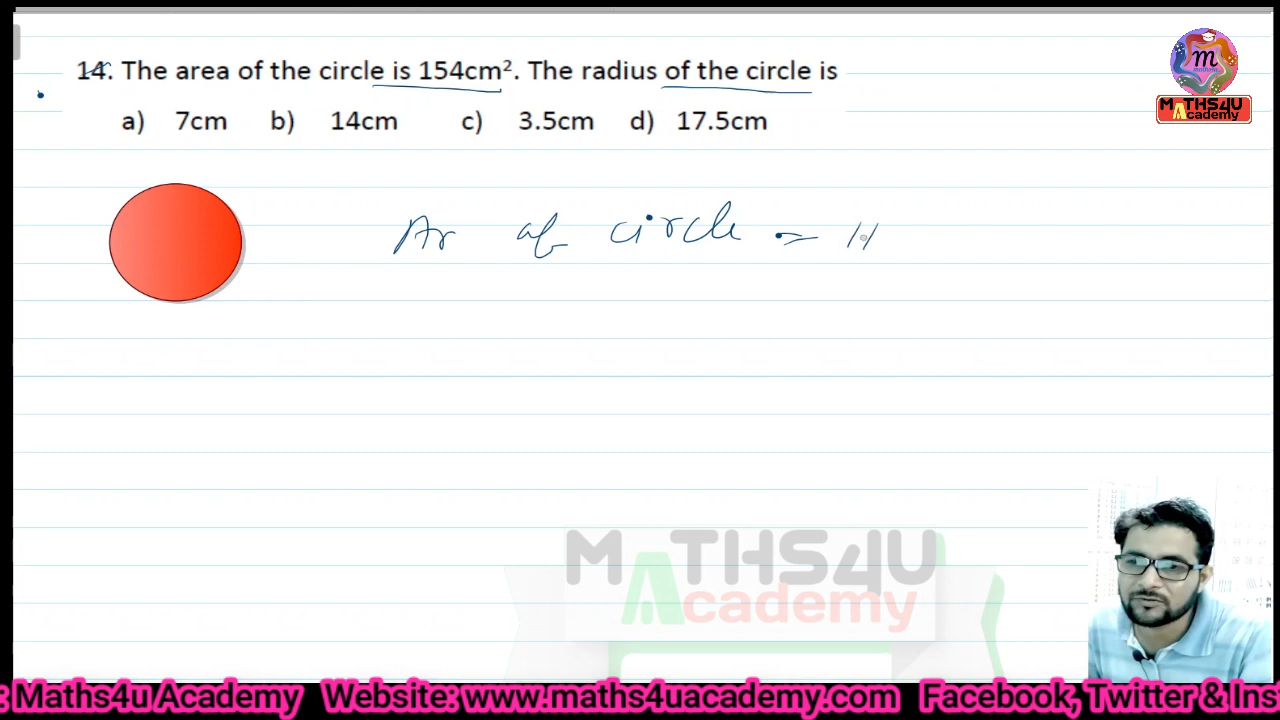 14. The area of the circle is 154cm². The radius of the circle is
a) 7cm b) 14cm c) 3.5cm d) 17.5cm
m
MATHS4U
Academy
Ar of circle =
MATHS4U
Academy
: Maths4u Academy Website: www.maths4uacademy.com Facebook, Twitter & Inst